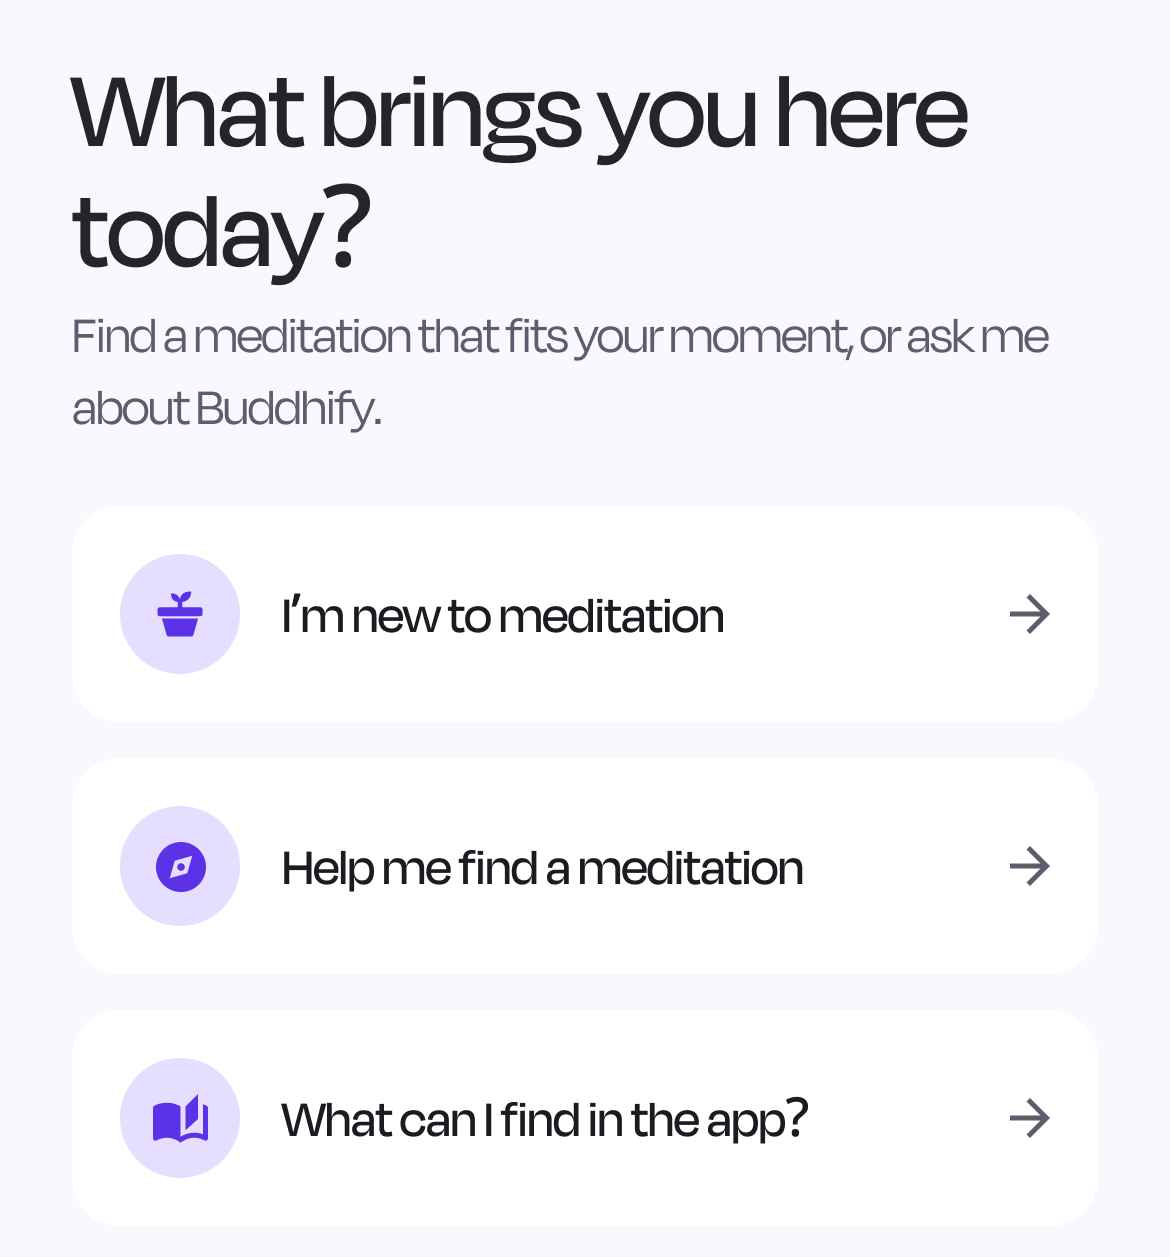 What brings you here
today?
Find a meditation that fits your moment, or ask me
about Buddhify.
I’m new to meditation
Help me find a meditation
What can I find in the app?